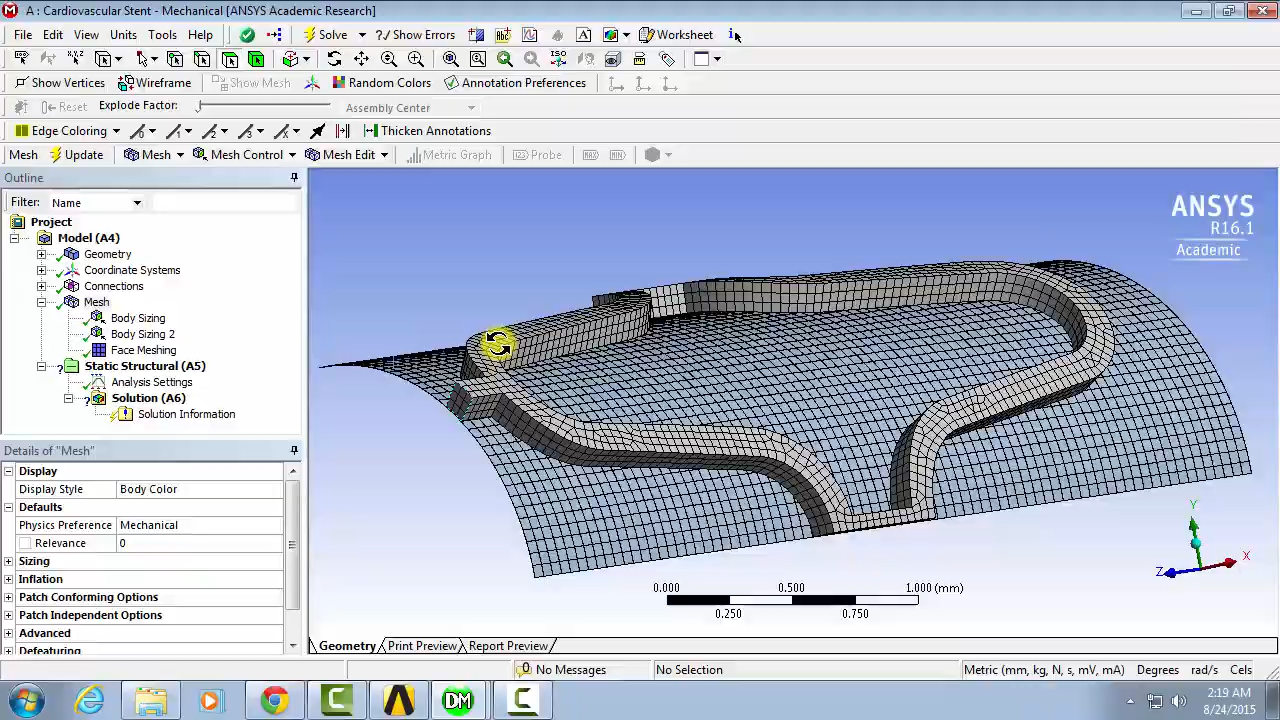 A : Cardiovascular Stent - Mechanical [ANSYS Academic Research]
File Edit View Units Tools Help Solve ?/ Show Errors Worksheet
Show Vertices Wireframe Show Mesh Random Colors Annotation Preferences
Reset Explode Factor: Assembly Center
Edge Coloring Thicken Annotations
Mesh Update Mesh Mesh Control Mesh Edit Metric Graph Probe
Outline
Filter: Name
Project
Model (A4)
Geometry
Coordinate Systems
Connections
Mesh
Body Sizing
Body Sizing 2
Face Meshing
Static Structural (A5)
Analysis Settings
Solution (A6)
Solution Information
Details of "Mesh"
Display
Display Style Body Color
Defaults
Physics Preference Mechanical
Relevance 0
Sizing
Inflation
Patch Conforming Options
Patch Independent Options
Advanced
Defeaturing
ANSYS
R16.1
Academic
Y
X
Z
0.000 0.500 1.000 (mm)
0.250 0.750
Geometry Print Preview Report Preview
0 No Messages No Selection Metric (mm, kg, N, s, mV, mA) Degrees rad/s Cels
DM
2:19 AM
8/24/2015